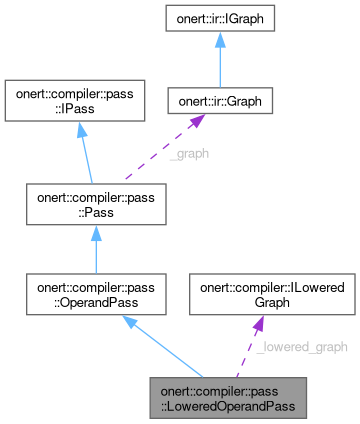 onert::ir::IGraph
onert::compiler::pass
::IPass
onert::ir::Graph
_graph
onert::compiler::pass
::Pass
onert::compiler::pass
::OperandPass
onert::compiler::ILowered
Graph
_lowered_graph
onert::compiler::pass
::LoweredOperandPass